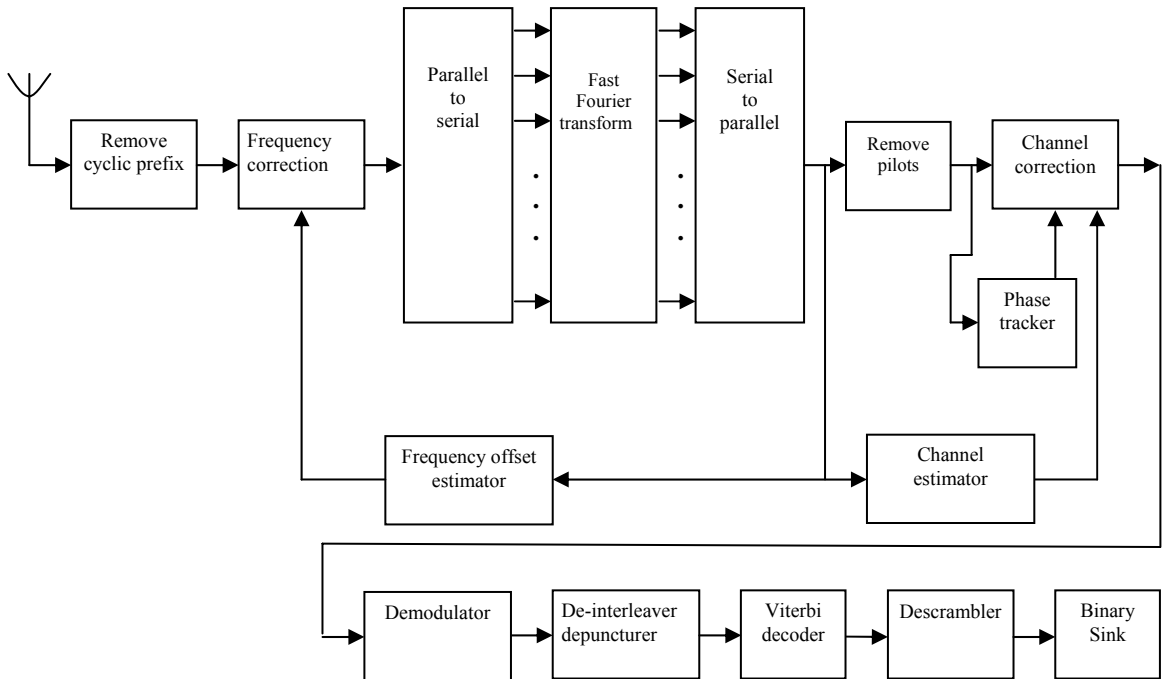 Remove
cyclic prefix
Frequency
correction
Parallel
to
serial
Fast
Fourier
transform
Serial
to
parallel
Remove
pilots
Channel
correction
Phase
tracker
Frequency offset
estimator
Channel
estimator
Demodulator
De-interleaver
depuncturer
Viterbi
decoder
Descrambler
Binary
Sink